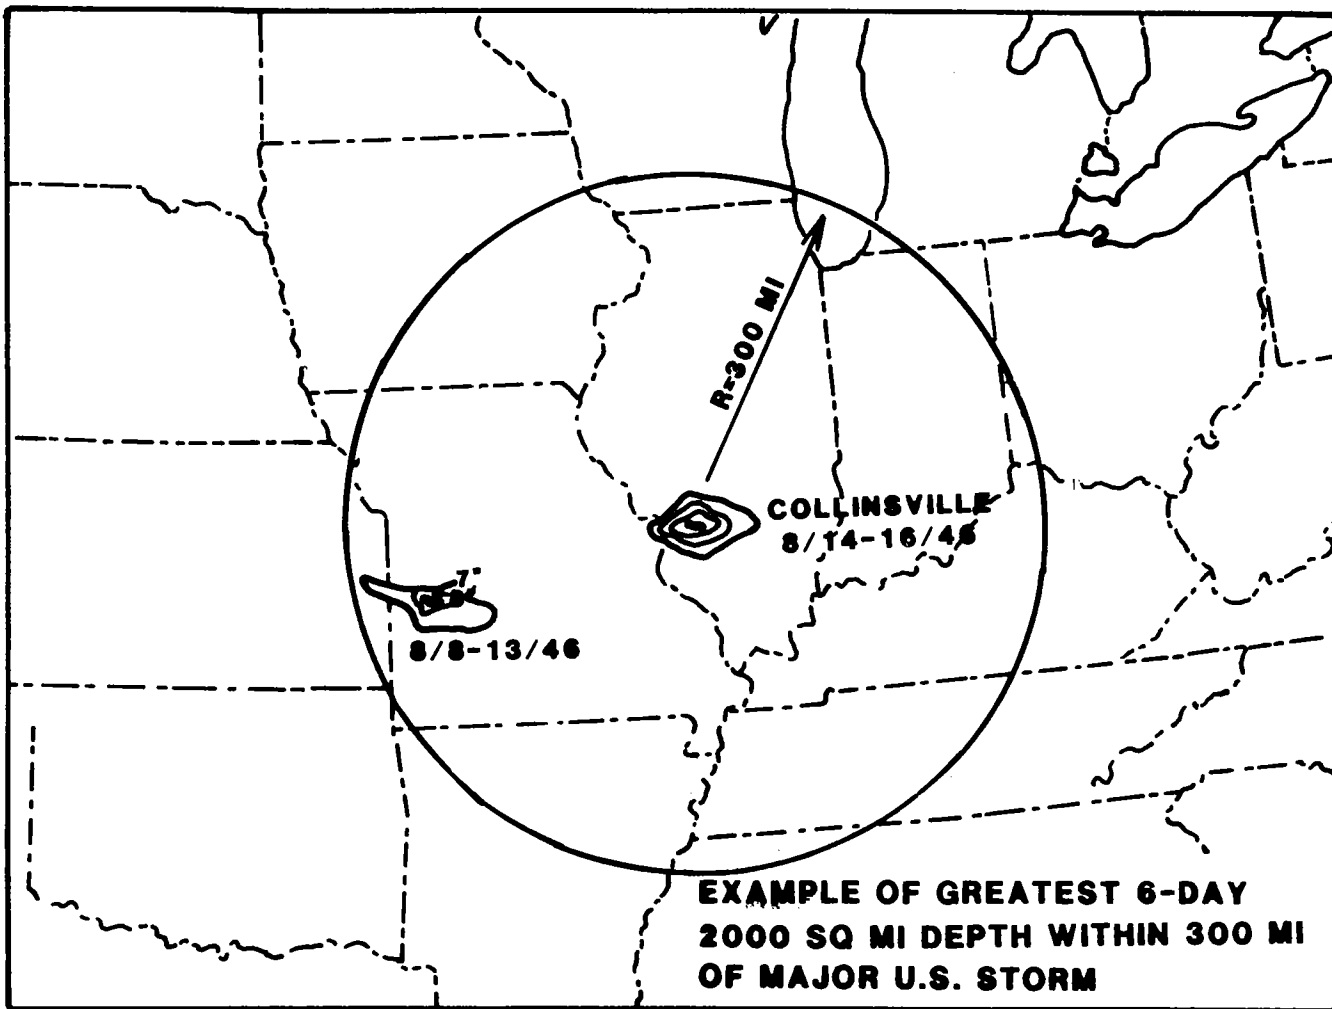 R=300 MI
COLLINSVILLE
8/14-16/46
7"
8/8-13/46
EXAMPLE OF GREATEST 6-DAY
2000 SQ MI DEPTH WITHIN 300 MI
OF MAJOR U.S. STORM